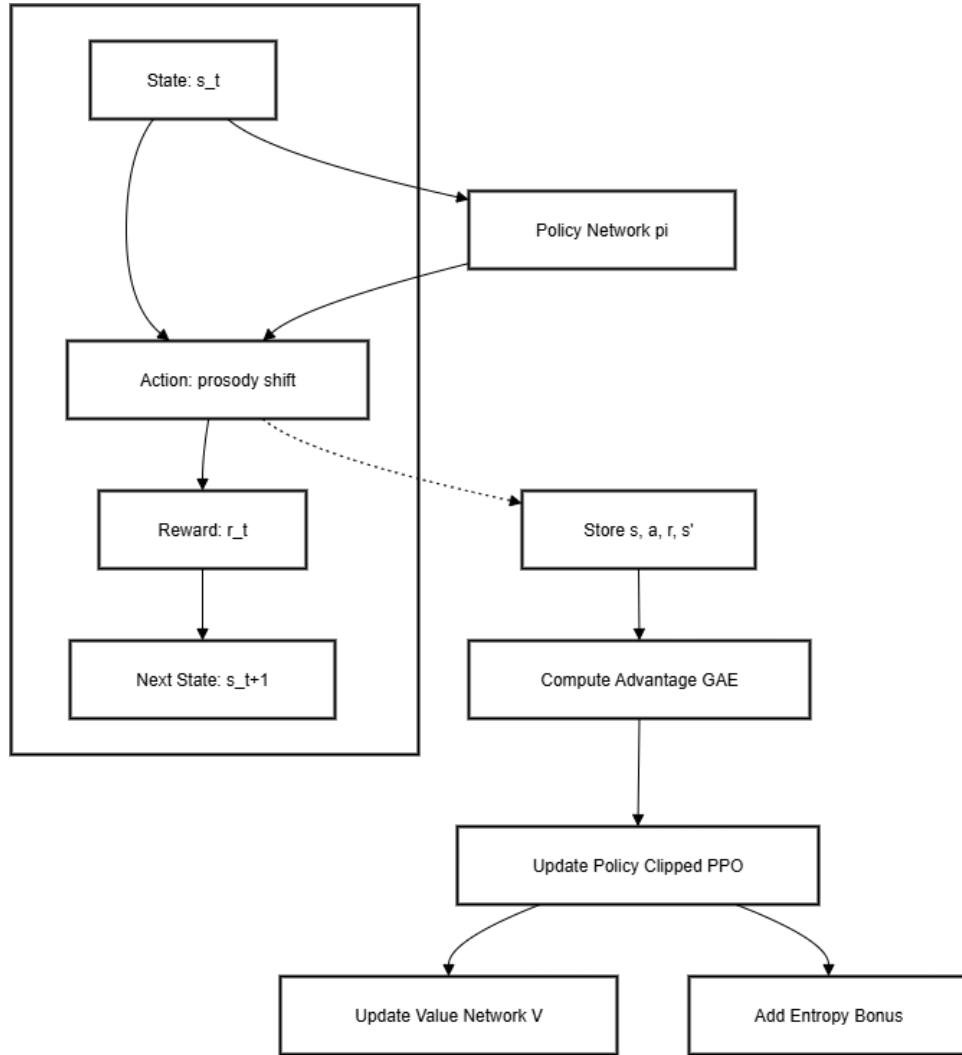 State: s_t
Policy Network pi
Action: prosody shift
Reward: r_t
Store s, a, r, s'
Next State: s_t+1
Compute Advantage GAE
Update Policy Clipped PPO
Update Value Network V
Add Entropy Bonus